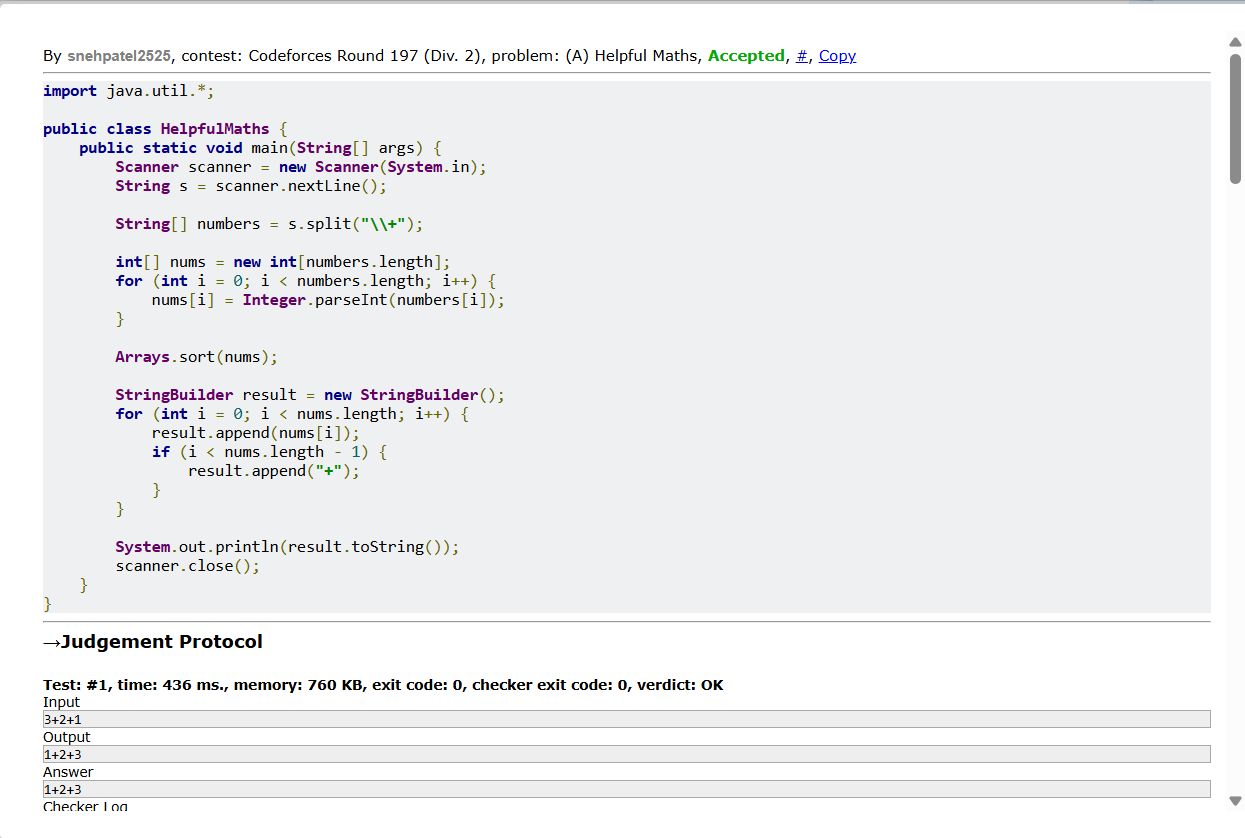 By snehpatel2525, contest: Codeforces Round 197 (Div. 2), problem: (A) Helpful Maths, Accepted, #, Copy
import java.util.*;
public class HelpfulMaths {
    public static void main(String[] args) {
        Scanner scanner = new Scanner(System.in);
        String s = scanner.nextLine();
        String[] numbers = s.split("\\+");
        int[] nums = new int[numbers.length];
        for (int i = 0; i < numbers.length; i++) {
            nums[i] = Integer.parseInt(numbers[i]);
        }
        Arrays.sort(nums);
        StringBuilder result = new StringBuilder();
        for (int i = 0; i < nums.length; i++) {
            result.append(nums[i]);
            if (i < nums.length - 1) {
                result.append("+");
            }
        }
        System.out.println(result.toString());
        scanner.close();
    }
}
→Judgement Protocol
Test: #1, time: 436 ms., memory: 760 KB, exit code: 0, checker exit code: 0, verdict: OK
Input
3+2+1
Output
1+2+3
Answer
1+2+3
Checker Log